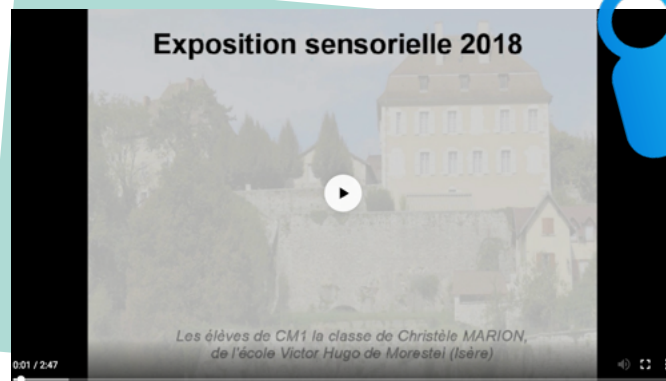 Exposition sensorielle 2018
Les élèves de CM1 la classe de Christèle MARION,
de l'école Victor Hugo de Morestel (Isère)
0:01 / 2:47